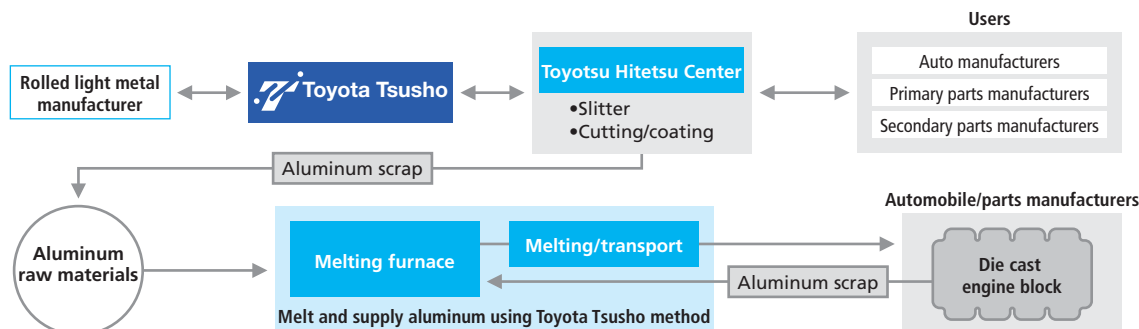 Users
Rolled light metal
manufacturer
Toyota Tsusho
Toyotsu Hitetsu Center
•Slitter
•Cutting/coating
Auto manufacturers
Primary parts manufacturers
Secondary parts manufacturers
Aluminum scrap
Automobile/parts manufacturers
Aluminum
raw materials
Melting furnace
Melting/transport
Die cast
engine block
Aluminum scrap
Melt and supply aluminum using Toyota Tsusho method